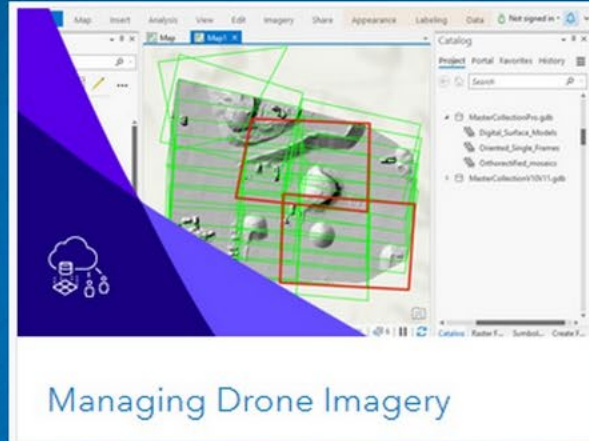 Map Insert Analysis View Edit Imagery Share Appearance Labeling Data Not signed in
Map Map1 Catalog
Project Portal Favorites History
Search
MasterCollectionPro.gdb
Digital_Surface_Models
Oriented_Single_Frames
Orthorectified_mosaics
MasterCollectionV10V11.gdb
Catalog Raster F... Symbol... Create F...
Managing Drone Imagery